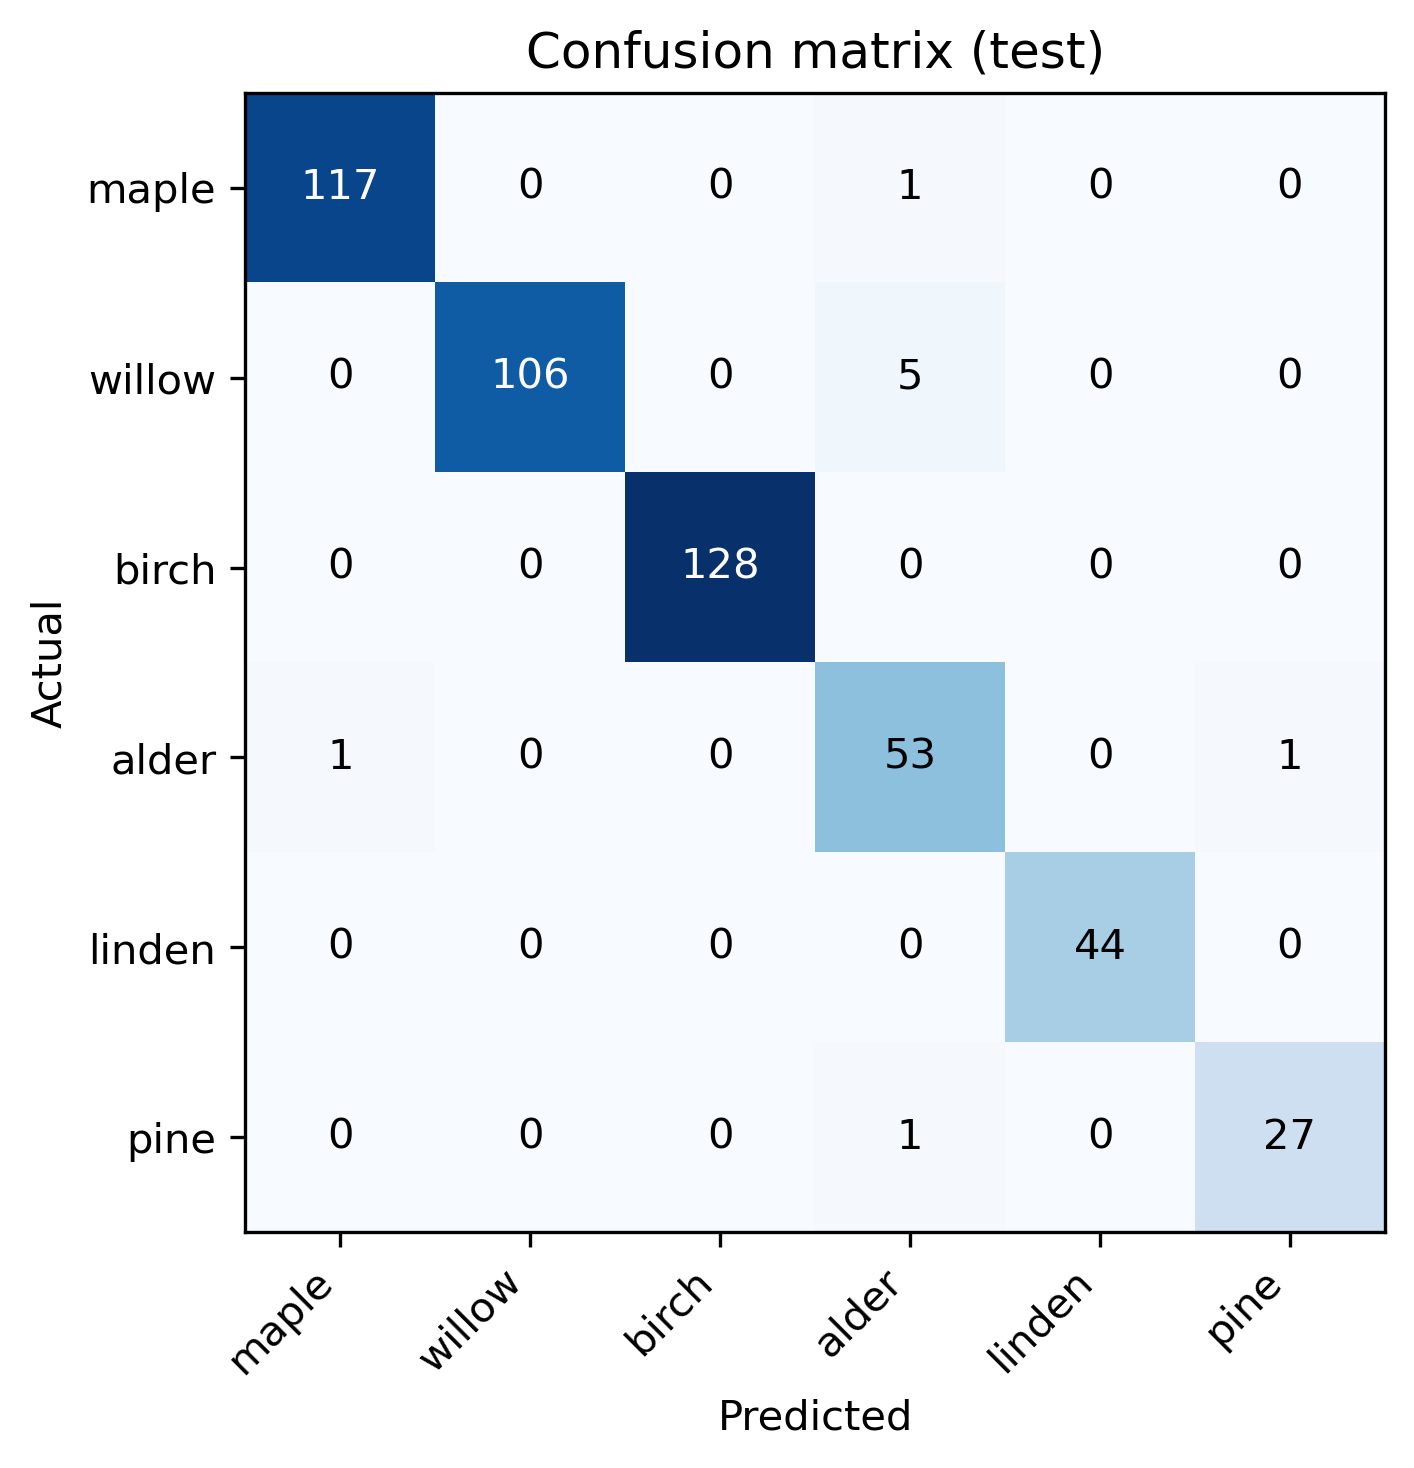 Confusion matrix (test)
maple 117 0 0 1 0 0
willow 0 106 0 5 0 0
birch 0 0 128 0 0 0
alder 1 0 0 53 0 1
linden 0 0 0 0 44 0
pine 0 0 0 1 0 27
maple willow birch alder linden pine
Predicted
Actual